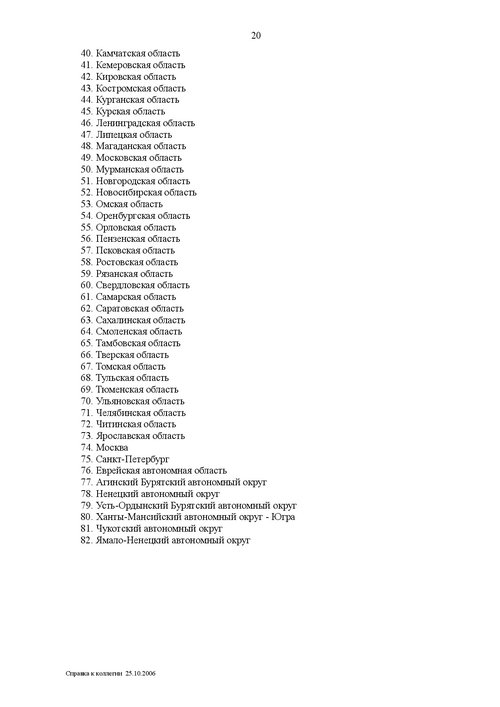 20
40. Камчатская область
41. Кемеровская область
42. Кировская область
43. Костромская область
44. Курганская область
45. Курская область
46. Ленинградская область
47. Липецкая область
48. Магаданская область
49. Московская область
50. Мурманская область
51. Новгородская область
52. Новосибирская область
53. Омская область
54. Оренбургская область
55. Орловская область
56. Пензенская область
57. Псковская область
58. Ростовская область
59. Рязанская область
60. Свердловская область
61. Самарская область
62. Саратовская область
63. Сахалинская область
64. Смоленская область
65. Тамбовская область
66. Тверская область
67. Томская область
68. Тульская область
69. Тюменская область
70. Ульяновская область
71. Челябинская область
72. Читинская область
73. Ярославская область
74. Москва
75. Санкт-Петербург
76. Еврейская автономная область
77. Агинский Бурятский автономный округ
78. Ненецкий автономный округ
79. Усть-Ордынский Бурятский автономный округ
80. Ханты-Мансийский автономный округ - Югра
81. Чукотский автономный округ
82. Ямало-Ненецкий автономный округ
Справка к коллегии 25.10.2006